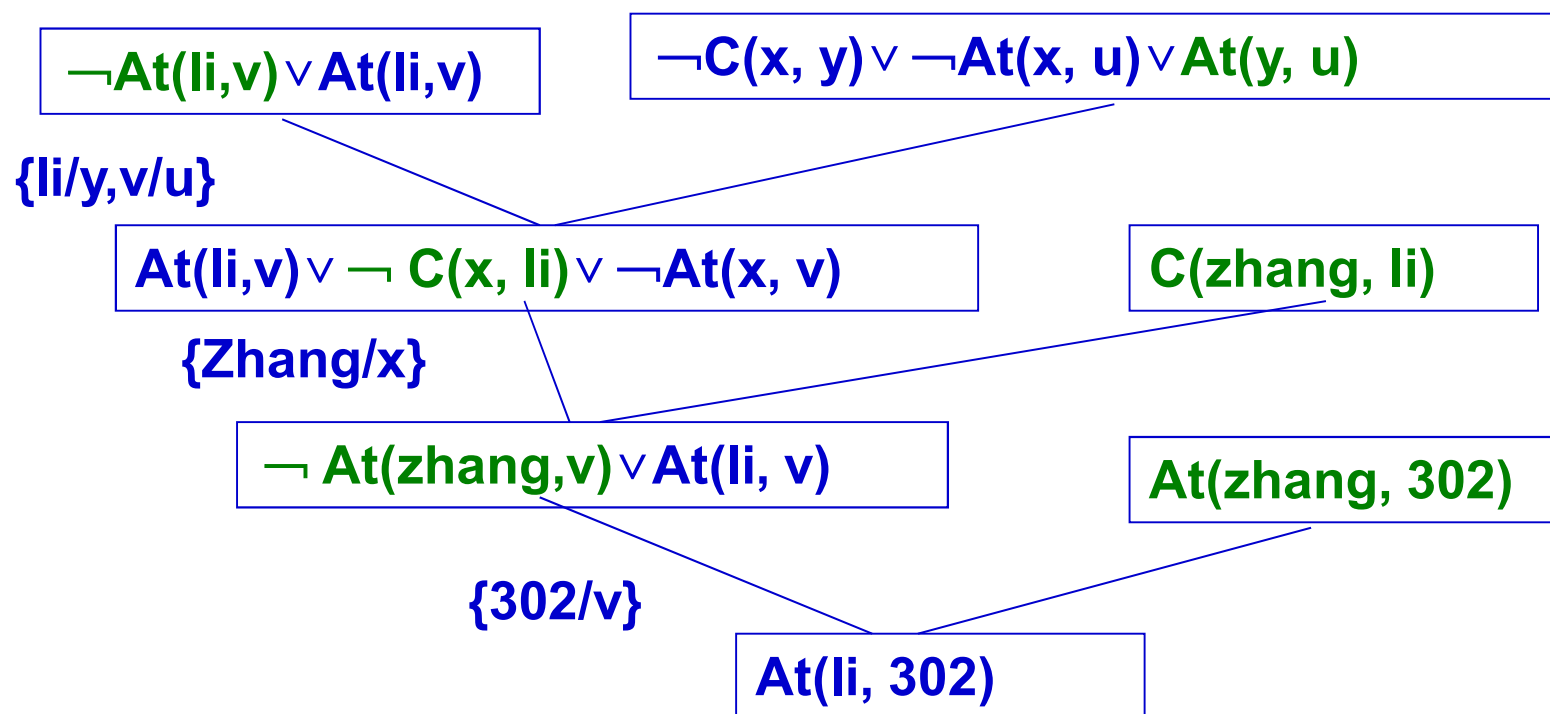 ¬At(li,v)∨At(li,v)
¬C(x, y)∨ ¬At(x, u)∨At(y, u)
{li/y,v/u}
At(li,v)∨ ¬ C(x, li)∨ ¬At(x, v)
C(zhang, li)
{Zhang/x}
¬ At(zhang,v)∨At(li, v)
At(zhang, 302)
{302/v}
At(li, 302)